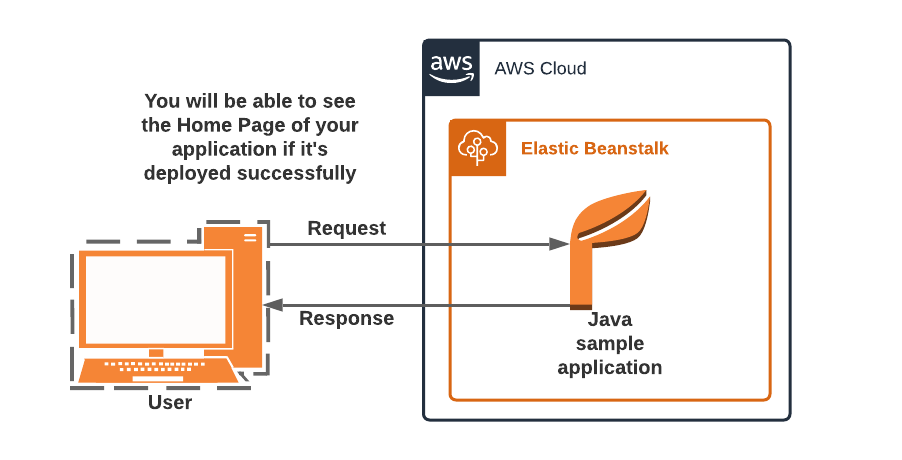 aws
AWS Cloud
You will be able to see
the Home Page of your
application if it's
deployed successfully
Elastic Beanstalk
Request
Response
Java
sample
application
User